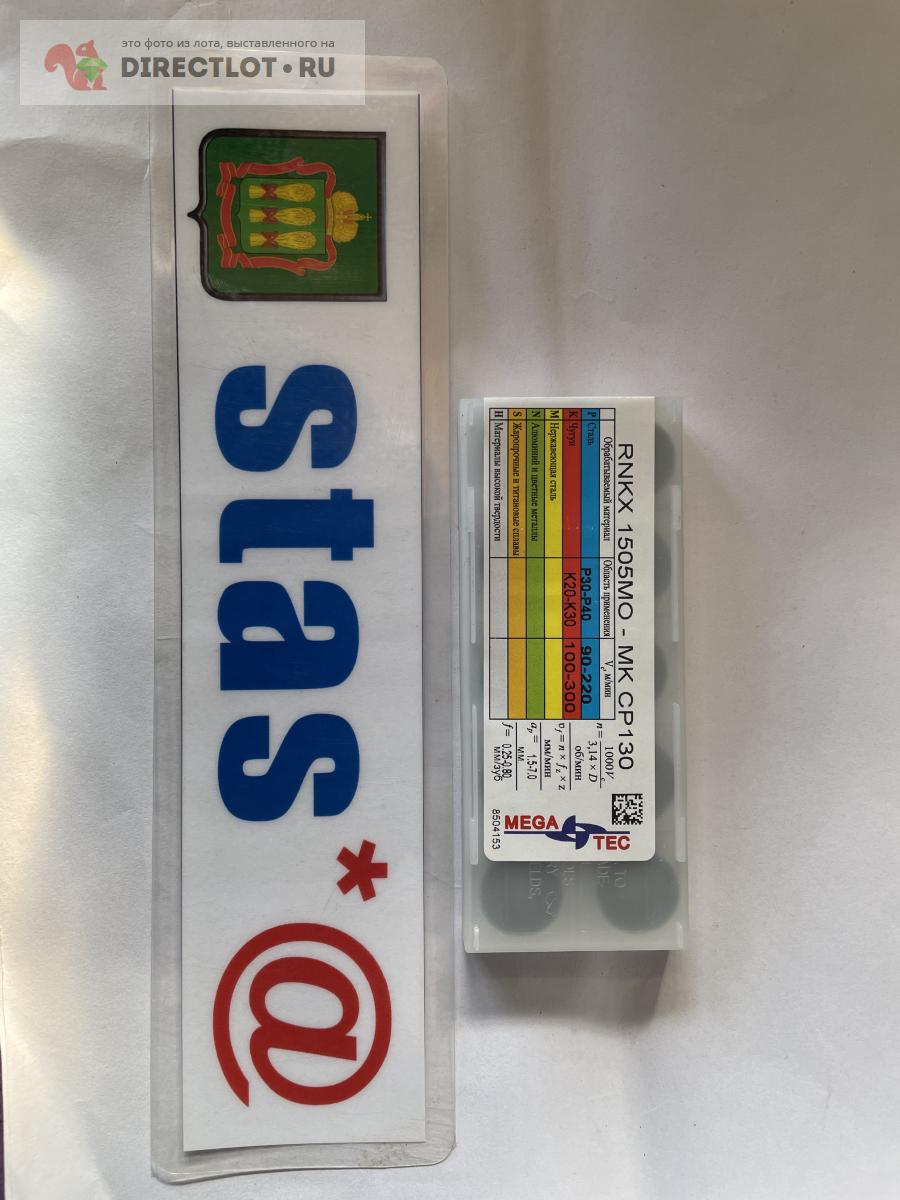 это фото из лота, выставленного на
DIRECTLOT • RU
stas*@
RNKX 1505MO - MK CP130
Обрабатываемый материал
Область применения
V, м/мин
P Сталь P30-P40 90-220
K Чугун K20-K30 100-300
M Нержавеющая сталь
N Алюминий и цветные металлы
S Жаропрочные и титановые сплавы
H Материалы высокой твердости
n = 1000Vc / 3,14 × D об/мин
υf = n × fz × z мм/мин
ap = 1.5-7.0 мм
f = 0,25-0,80 мм/зуб
MEGA TEC
8504153
TO